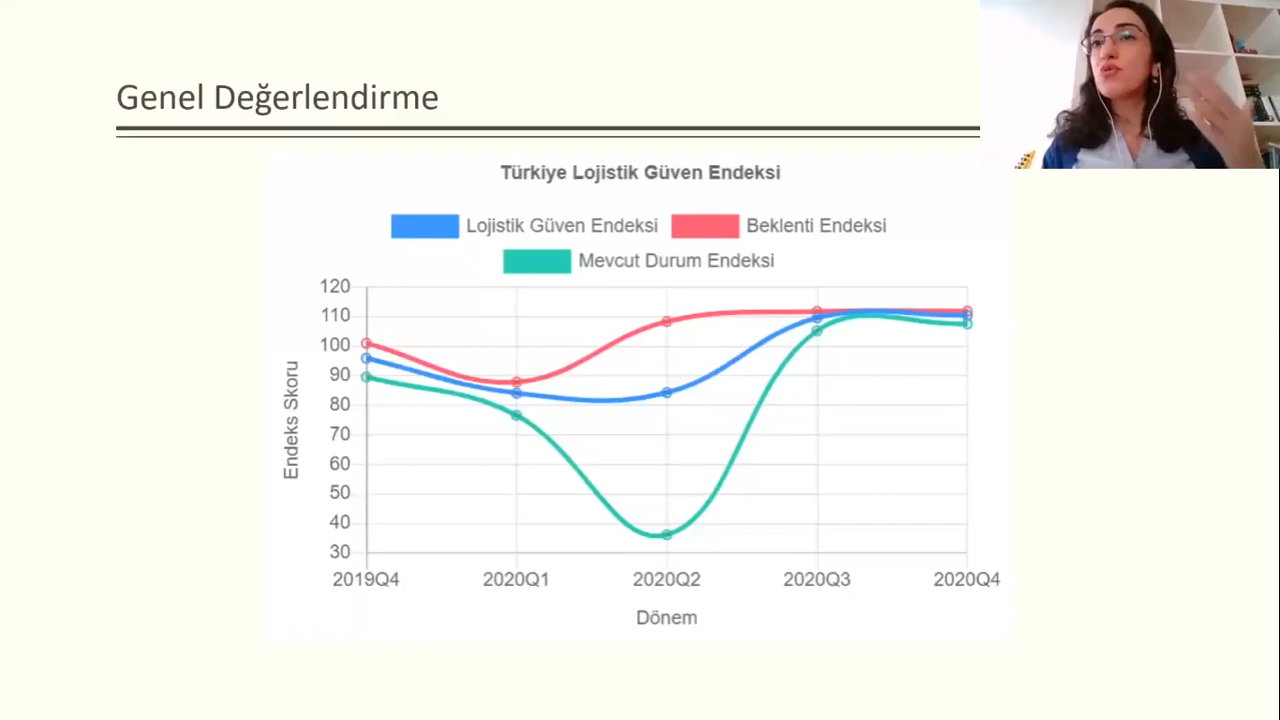 Genel Değerlendirme
Türkiye Lojistik Güven Endeksi
Lojistik Güven Endeksi Beklenti Endeksi
Mevcut Durum Endeksi
120
110
100
90
80
70
60
50
40
30
Endeks Skoru
2019Q4 2020Q1 2020Q2 2020Q3 2020Q4
Dönem